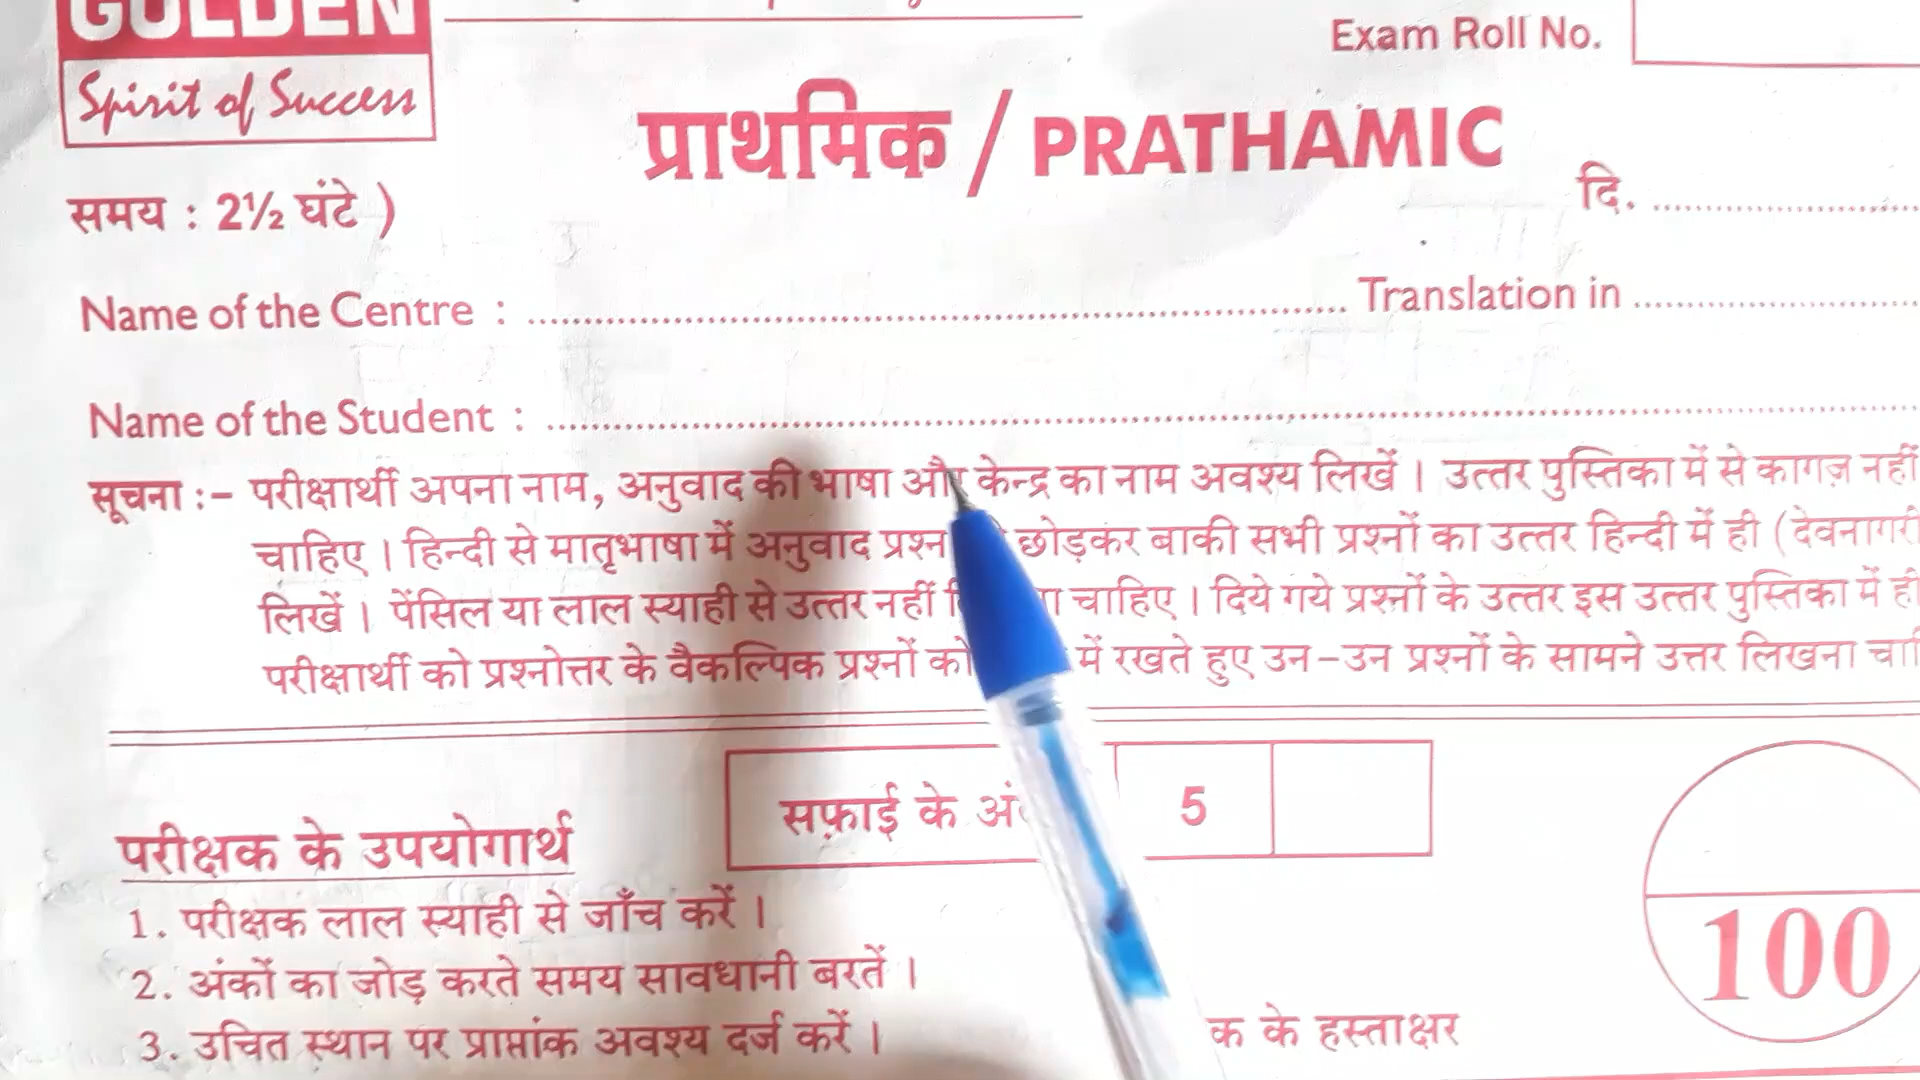 GOLDEN
Spirit of Success
Exam Roll No.
प्राथमिक / PRATHAMIC
समय : 2½ घंटे )
दि. ............................
Name of the Centre : ........................................................................ Translation in ............................
Name of the Student : ........................................................................
सूचना :– परीक्षार्थी अपना नाम, अनुवाद की भाषा और केन्द्र का नाम अवश्य लिखें । उत्तर पुस्तिका में से कागज़ नहीं
चाहिए । हिन्दी से मातृभाषा में अनुवाद प्रश्न छोड़कर बाकी सभी प्रश्नों का उत्तर हिन्दी में ही (देवनागरी
लिखें । पेंसिल या लाल स्याही से उत्तर नहीं चाहिए । दिये गये प्रश्नों के उत्तर इस उत्तर पुस्तिका में ही
परीक्षार्थी को प्रश्नोत्तर के वैकल्पिक प्रश्नों को में रखते हुए उन–उन प्रश्नों के सामने उत्तर लिखना
सफ़ाई के 5
परीक्षक के उपयोगार्थ
1. परीक्षक लाल स्याही से जाँच करें ।
2. अंकों का जोड़ करते समय सावधानी बरतें ।
3. उचित स्थान पर प्राप्तांक अवश्य दर्ज करें ।
100
के हस्ताक्षर